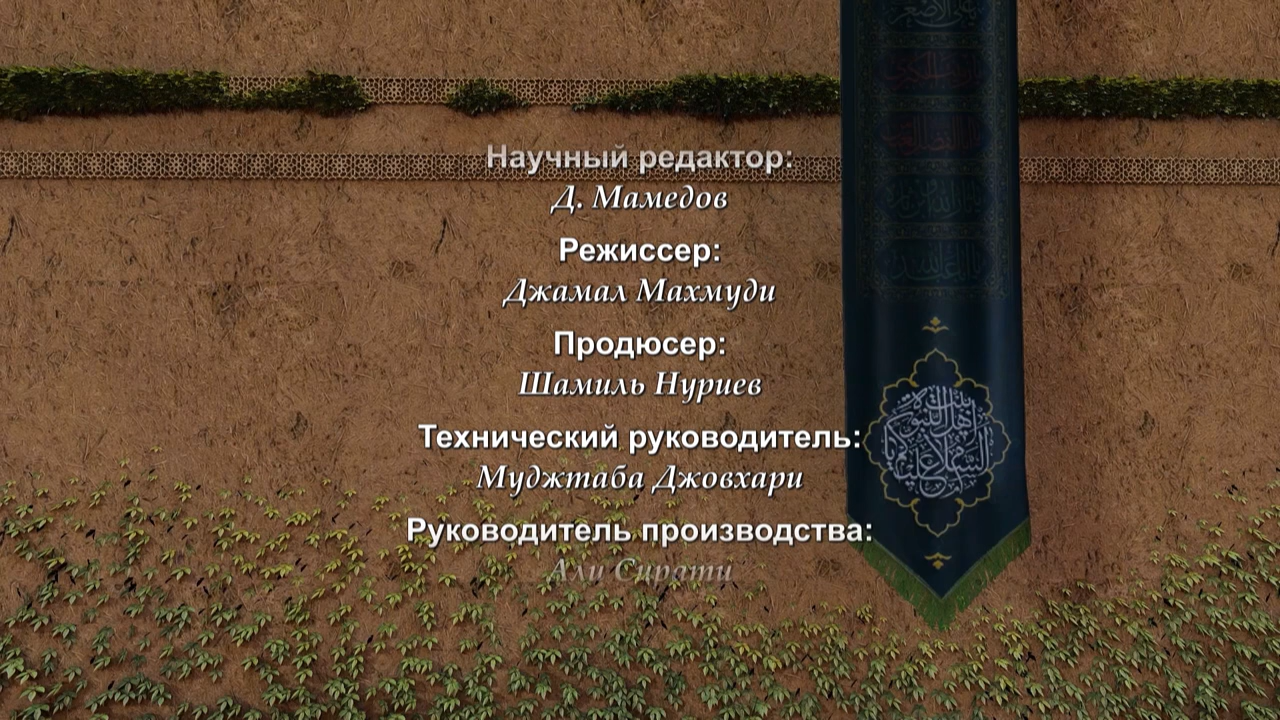 Научный редактор:
Д. Мамедов
Режиссер:
Джамал Махмуди
Продюсер:
Шамиль Нуриев
Технический руководитель:
Муджтаба Джовхари
Руководитель производства:
Али Сирати